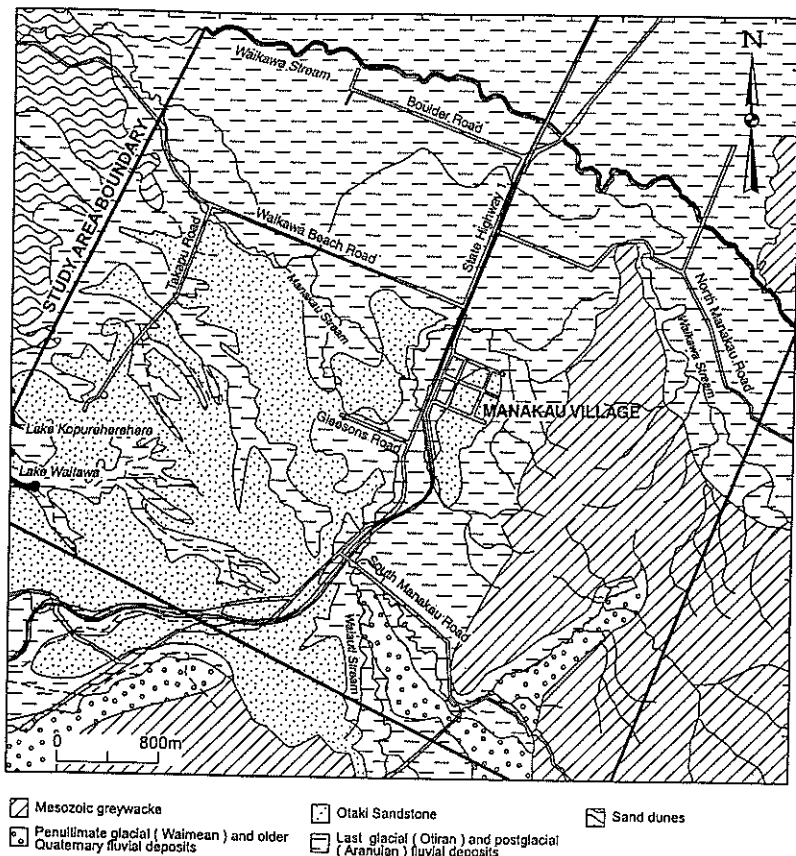 N
Waikawa Stream
Boulder Road
STUDY AREA BOUNDARY
State Highway 1
Waikawa Beach Road
Takapu Road
Manakau Stream
North Manakau Road
Waikawa Stream
MANAKAU VILLAGE
Gleesons Road
Lake Kopureherehere
Lake Waitawa
South Manakau Road
Waiauti Stream
0 800m
Mesozoic greywacke
Otaki Sandstone
Sand dunes
Penultimate glacial ( Waimean ) and older
Quaternary fluvial deposits
Last glacial ( Otiran ) and postglacial
( Aranuian ) fluvial deposits